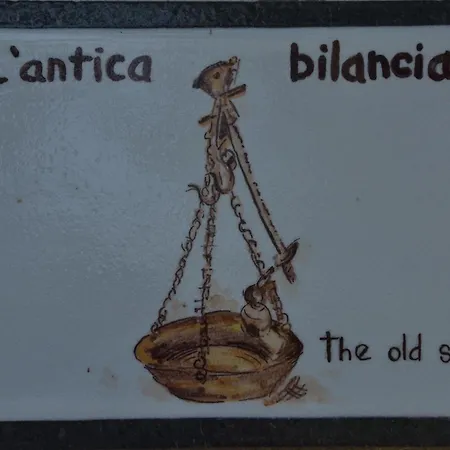 L'antica bilancia
The old s